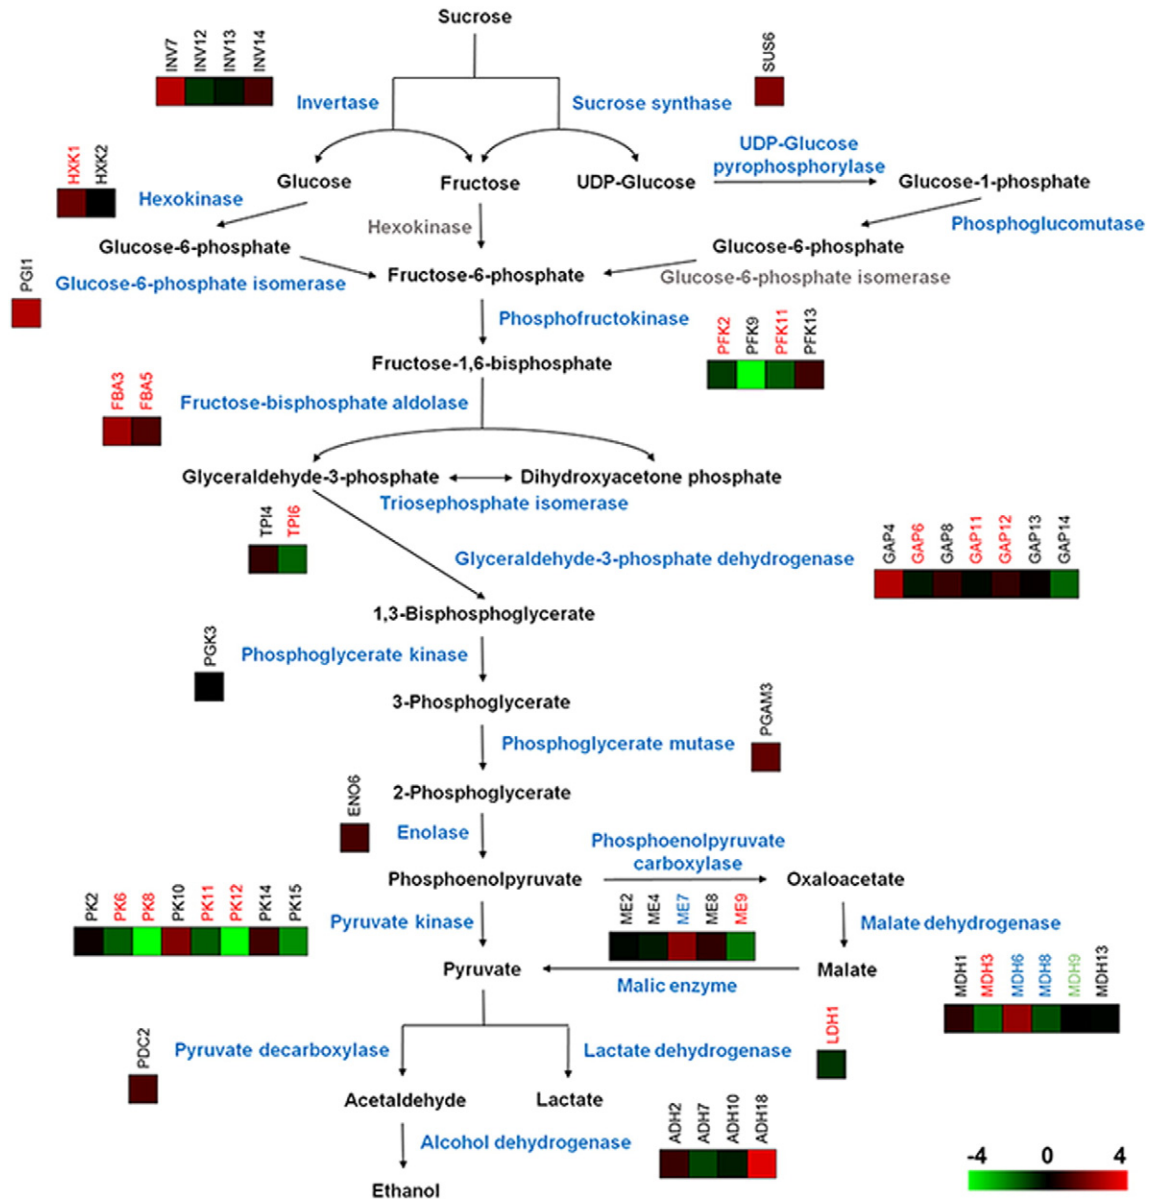 Sucrose
INV7 INV12 INV13 INV14
SUS6
Invertase
Sucrose synthase
UDP-Glucose
pyrophosphorylase
HXK1 HXK2
Hexokinase
Glucose
Fructose
UDP-Glucose
Glucose-1-phosphate
Hexokinase
Phosphoglucomutase
Glucose-6-phosphate
Glucose-6-phosphate
PGI1
Glucose-6-phosphate isomerase
Fructose-6-phosphate
Glucose-6-phosphate isomerase
Phosphofructokinase
PFK2 PFK9 PFK11 PFK13
Fructose-1,6-bisphosphate
FBA3 FBA5
Fructose-bisphosphate aldolase
Glyceraldehyde-3-phosphate
Dihydroxyacetone phosphate
Triosephosphate isomerase
TPI4 TPI6
Glyceraldehyde-3-phosphate dehydrogenase
GAP4 GAP6 GAP8 GAP11 GAP12 GAP13 GAP14
1,3-Bisphosphoglycerate
PGK3
Phosphoglycerate kinase
3-Phosphoglycerate
Phosphoglycerate mutase
PGAM3
2-Phosphoglycerate
ENO6
Enolase
Phosphoenolpyruvate
carboxylase
Phosphoenolpyruvate
Oxaloacetate
PK2 PK6 PK8 PK10 PK11 PK12 PK14 PK15
Pyruvate kinase
ME2 ME4 ME7 ME8 ME9
Malate dehydrogenase
Pyruvate
Malate
Malic enzyme
MDH1 MDH3 MDH6 MDH8 MDH9 MDH13
PDC2
Pyruvate decarboxylase
Lactate dehydrogenase
LDH1
Acetaldehyde
Lactate
Alcohol dehydrogenase
ADH2 ADH7 ADH10 ADH18
Ethanol
-4 0 4